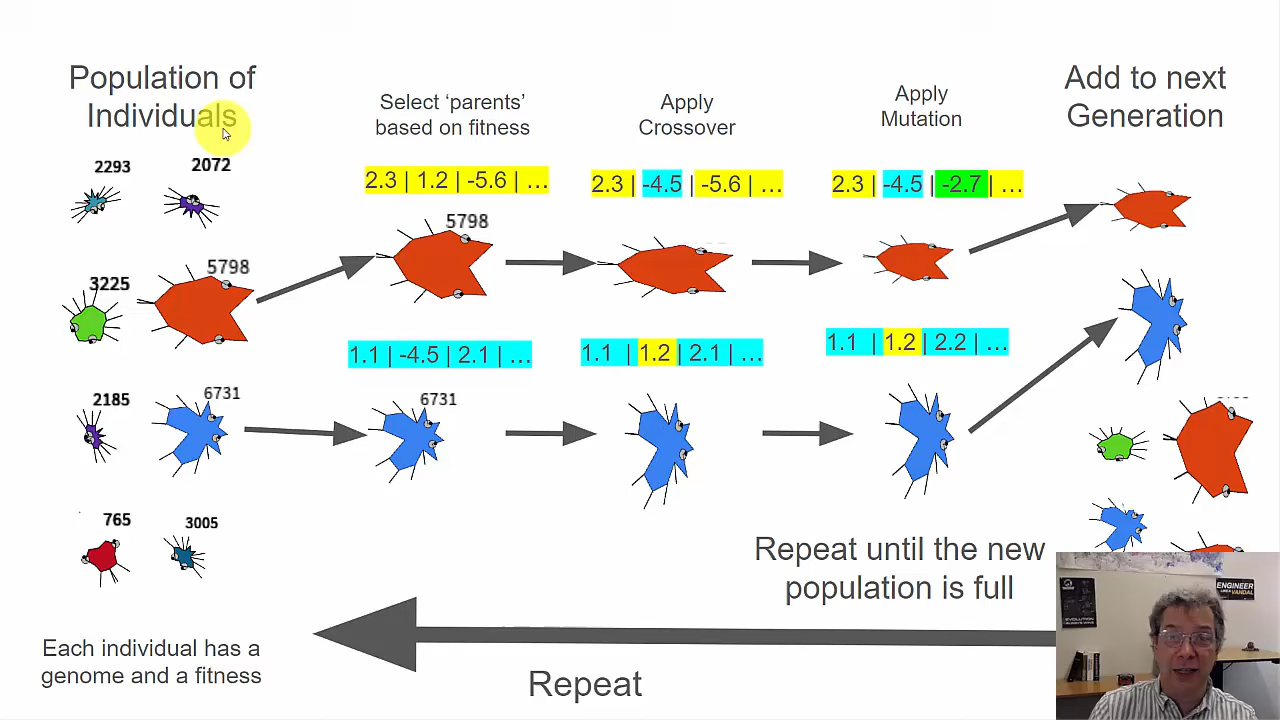 Population of
Individuals
Select ‘parents’
based on fitness
Apply
Crossover
Apply
Mutation
Add to next
Generation
2293
2072
2.3 | 1.2 | -5.6 | …
2.3 | -4.5 | -5.6 | …
2.3 | -4.5 | -2.7 | …
5798
3225
5798
1.1 | -4.5 | 2.1 | …
1.1 | 1.2 | 2.1 | …
1.1 | 1.2 | 2.2 | …
2185
6731
6731
765
3005
Repeat until the new
population is full
Each individual has a
genome and a fitness
Repeat
ENGINEER
LIKE A
VANDAL
EVOLUTION